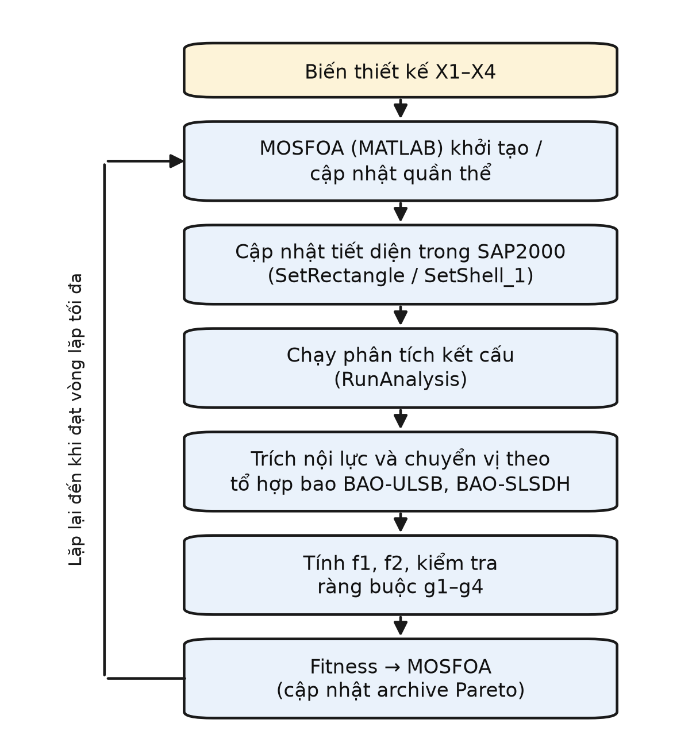 Biến thiết kế X1–X4
MOSFOA (MATLAB) khởi tạo /
cập nhật quần thể
Cập nhật tiết diện trong SAP2000
(SetRectangle / SetShell_1)
Chạy phân tích kết cấu
(RunAnalysis)
Trích nội lực và chuyển vị theo
tổ hợp bao BAO-ULSB, BAO-SLSDH
Tính f1, f2, kiểm tra
ràng buộc g1–g4
Fitness → MOSFOA
(cập nhật archive Pareto)
Lặp lại đến khi đạt vòng lặp tối đa